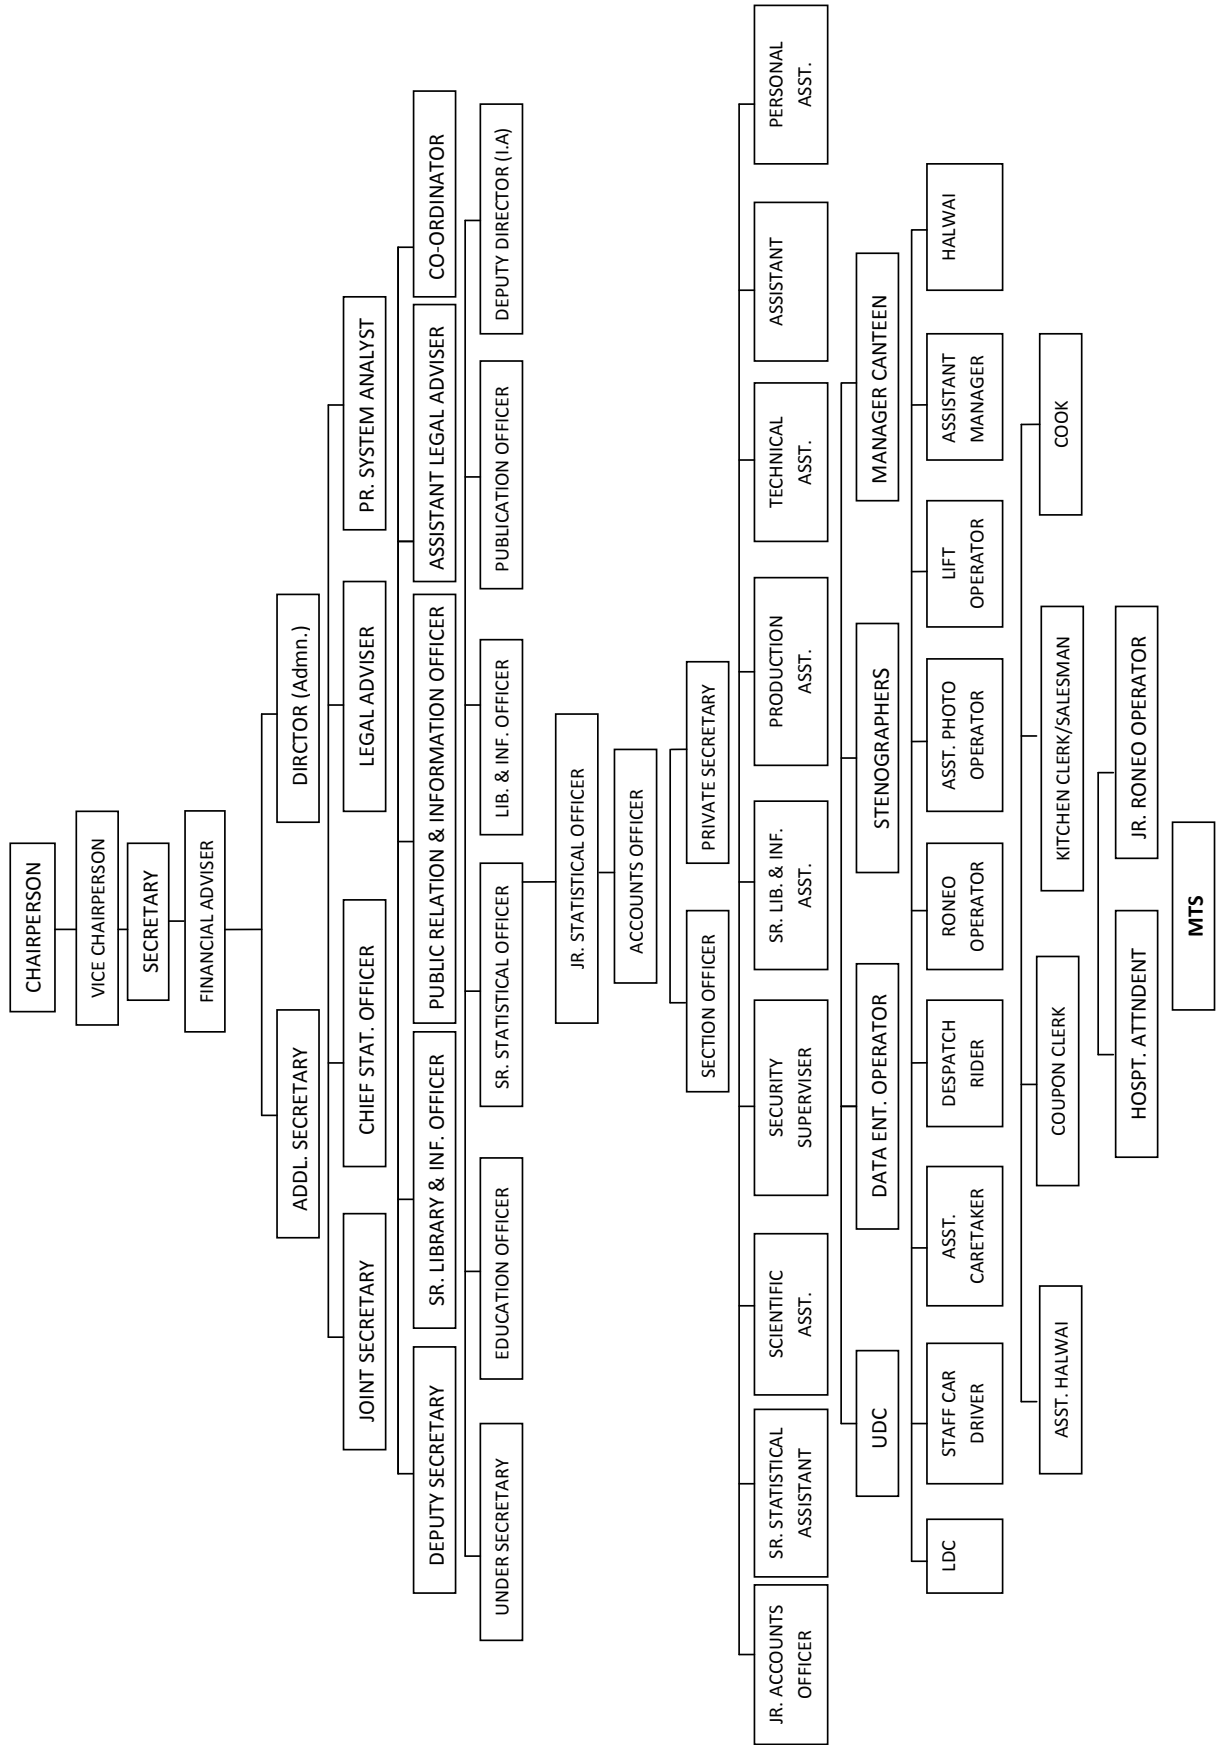 CHAIRPERSON
VICE CHAIRPERSON
SECRETARY
FINANCIAL ADVISER
ADDL. SECRETARY
DIRCTOR (Admn.)
JOINT SECRETARY
CHIEF STAT. OFFICER
LEGAL ADVISER
PR. SYSTEM ANALYST
DEPUTY SECRETARY
SR. LIBRARY & INF. OFFICER
PUBLIC RELATION & INFORMATION OFFICER
ASSISTANT LEGAL ADVISER
CO-ORDINATOR
UNDER SECRETARY
EDUCATION OFFICER
SR. STATISTICAL OFFICER
LIB. & INF. OFFICER
PUBLICATION OFFICER
DEPUTY DIRECTOR (I.A)
JR. STATISTICAL OFFICER
ACCOUNTS OFFICER
SECTION OFFICER
PRIVATE SECRETARY
JR. ACCOUNTS
OFFICER
SR. STATISTICAL
ASSISTANT
SCIENTIFIC
ASST.
SECURITY
SUPERVISER
SR. LIB. & INF.
ASST.
PRODUCTION
ASST.
TECHNICAL
ASST.
ASSISTANT
PERSONAL
ASST.
UDC
DATA ENT. OPERATOR
STENOGRAPHERS
MANAGER CANTEEN
LDC
STAFF CAR
DRIVER
ASST.
CARETAKER
DESPATCH
RIDER
RONEO
OPERATOR
ASST. PHOTO
OPERATOR
LIFT
OPERATOR
ASSISTANT
MANAGER
HALWAI
ASST. HALWAI
COUPON CLERK
KITCHEN CLERK/SALESMAN
COOK
HOSPT. ATTNDENT
JR. RONEO OPERATOR
MTS